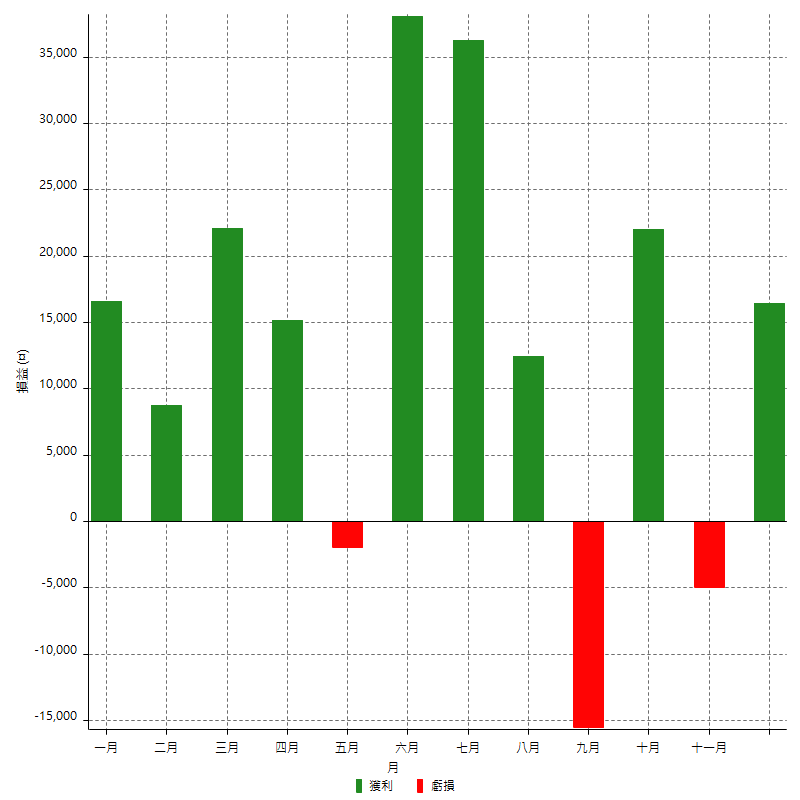 35,000
30,000
25,000
20,000
15,000
10,000
5,000
0
-5,000
-10,000
-15,000
損益 (¤)
一月 二月 三月 四月 五月 六月 七月 八月 九月 十月 十一月
月
獲利 虧損